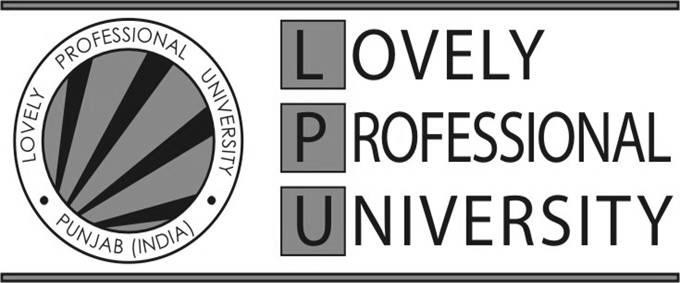 LOVELY PROFESSIONAL UNIVERSITY
• PUNJAB (INDIA) •
LOVELY
PROFESSIONAL
UNIVERSITY